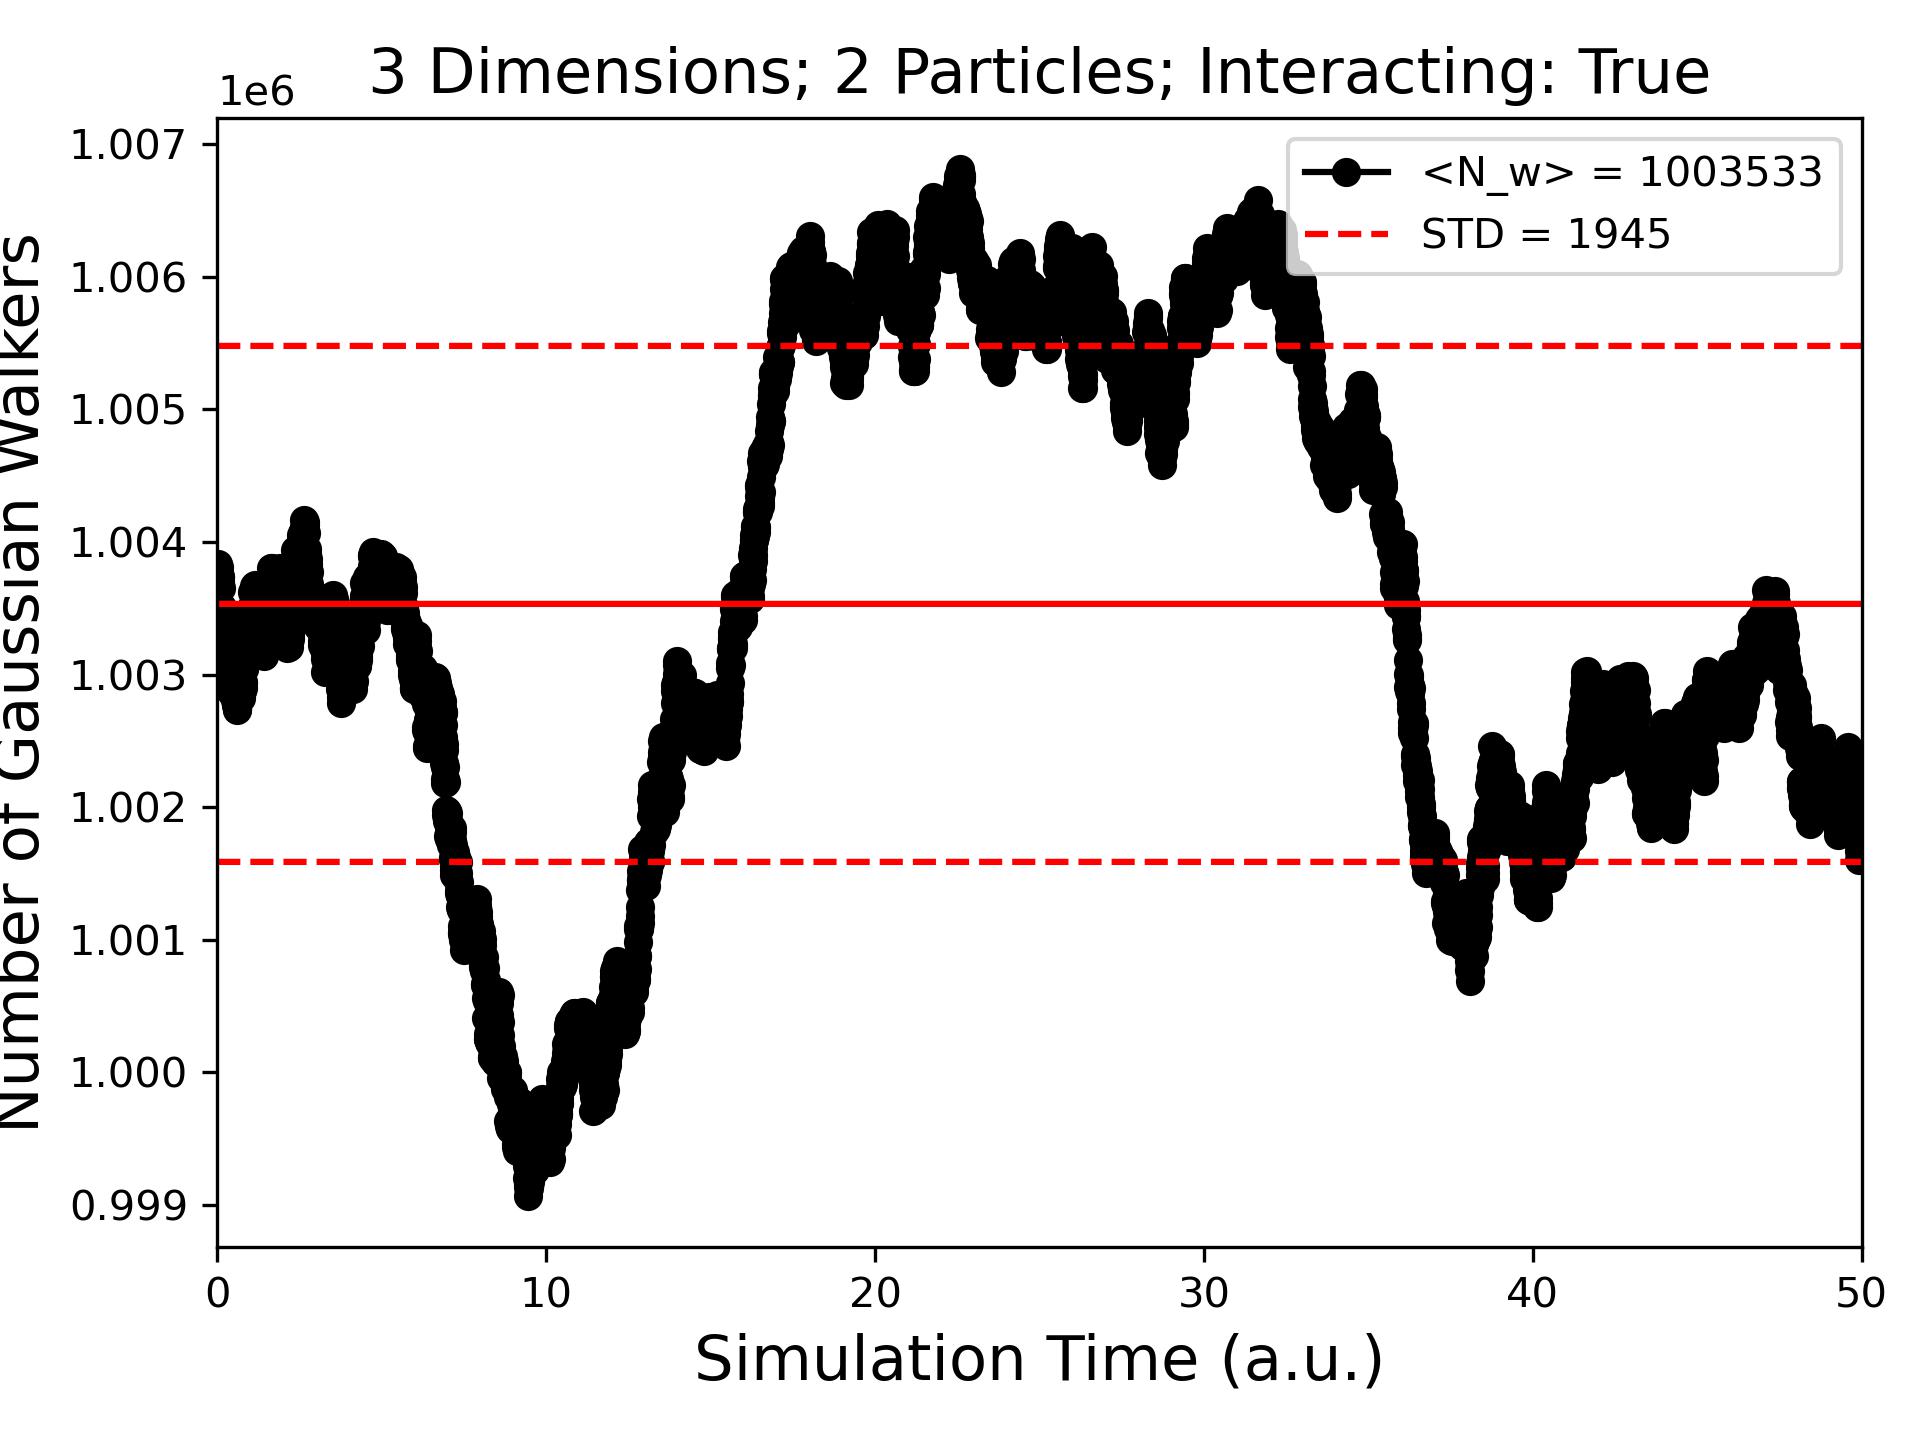 3 Dimensions; 2 Particles; Interacting: True
1e6
<N_w> = 1003533
STD = 1945
1.007
1.006
1.005
1.004
1.003
1.002
1.001
1.000
0.999
Number of Gaussian Walkers
0 10 20 30 40 50
Simulation Time (a.u.)